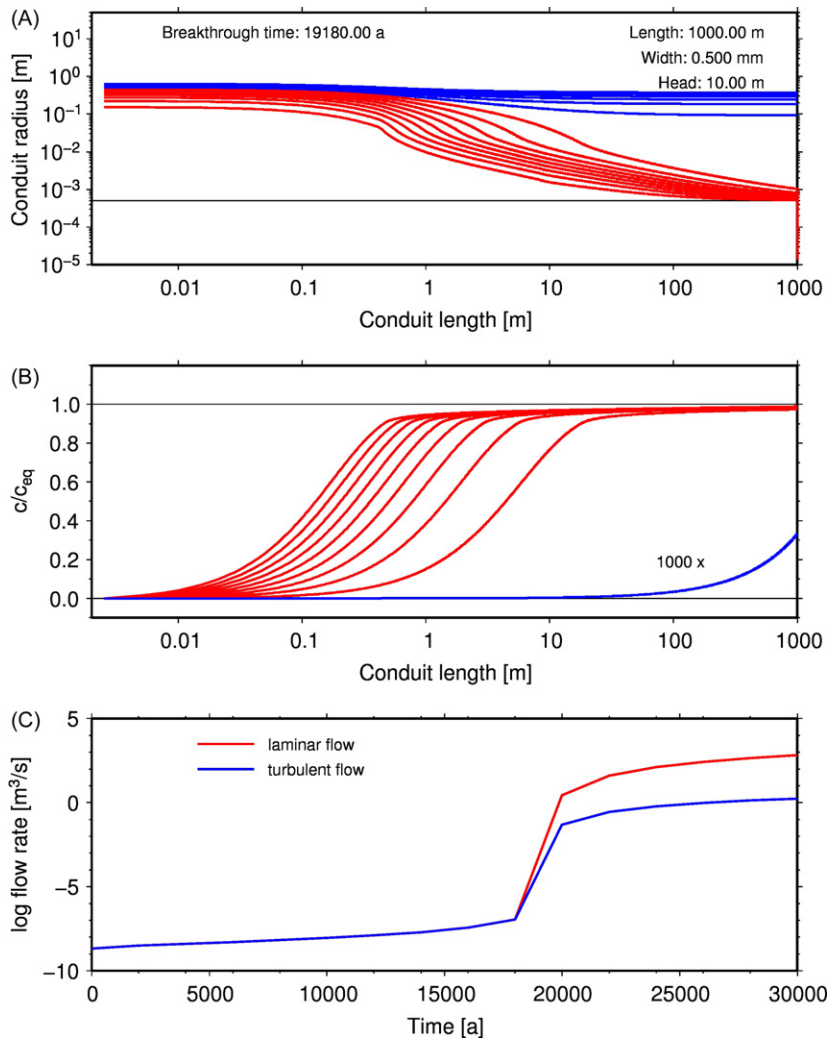 (A)
Breakthrough time: 19180.00 a
Length: 1000.00 m
Width: 0.500 mm
Head: 10.00 m
Conduit radius [m]
10¹
10⁰
10⁻¹
10⁻²
10⁻³
10⁻⁴
10⁻⁵
0.01 0.1 1 10 100 1000
Conduit length [m]
(B)
c/c_eq
1.0
0.8
0.6
0.4
0.2
0.0
1000 x
0.01 0.1 1 10 100 1000
Conduit length [m]
(C)
log flow rate [m³/s]
5
0
−5
−10
laminar flow
turbulent flow
0 5000 10000 15000 20000 25000 30000
Time [a]